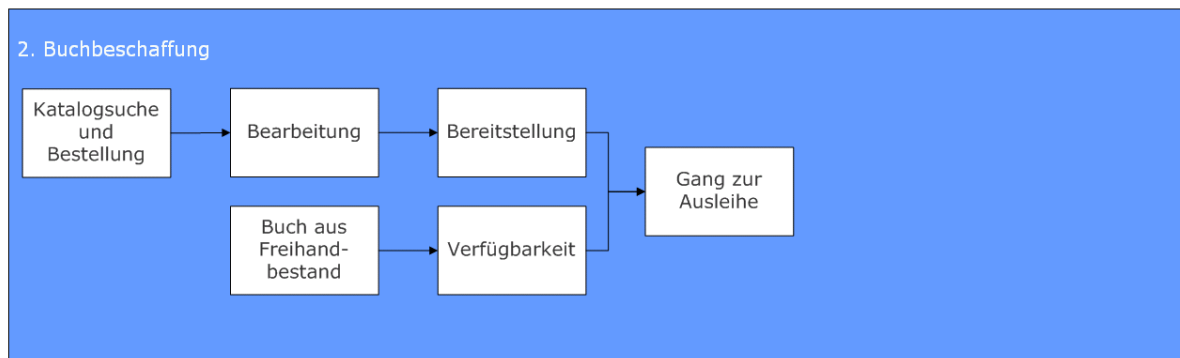 2. Buchbeschaffung
Katalogsuche
und
Bestellung
Bearbeitung
Bereitstellung
Gang zur
Ausleihe
Buch aus
Freihand-
bestand
Verfügbarkeit